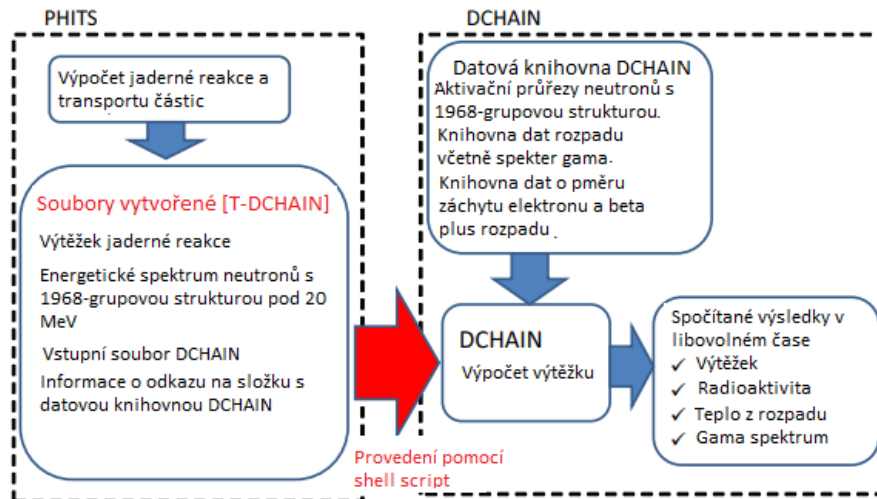 PHITS
Výpočet jaderné reakce a
transportu částic
Soubory vytvořené [T-DCHAIN]
Výtěžek jaderné reakce
Energetické spektrum neutronů s
1968-grupovou strukturou pod 20
MeV
Vstupní soubor DCHAIN
Informace o odkazu na složku s
datovou knihovnou DCHAIN
Provedení pomocí
shell script
DCHAIN
Datová knihovna DCHAIN
Aktivační průřezy neutronů s
1968-grupovou strukturou.
Knihovna dat rozpadu
včetně spekter gama.
Knihovna dat o pměru
záchytu elektronu a beta
plus rozpadu .
DCHAIN
Výpočet výtěžku
Spočítané výsledky v
libovolném čase
✓ Výtěžek
✓ Radioaktivita
✓ Teplo z rozpadu
✓ Gama spektrum